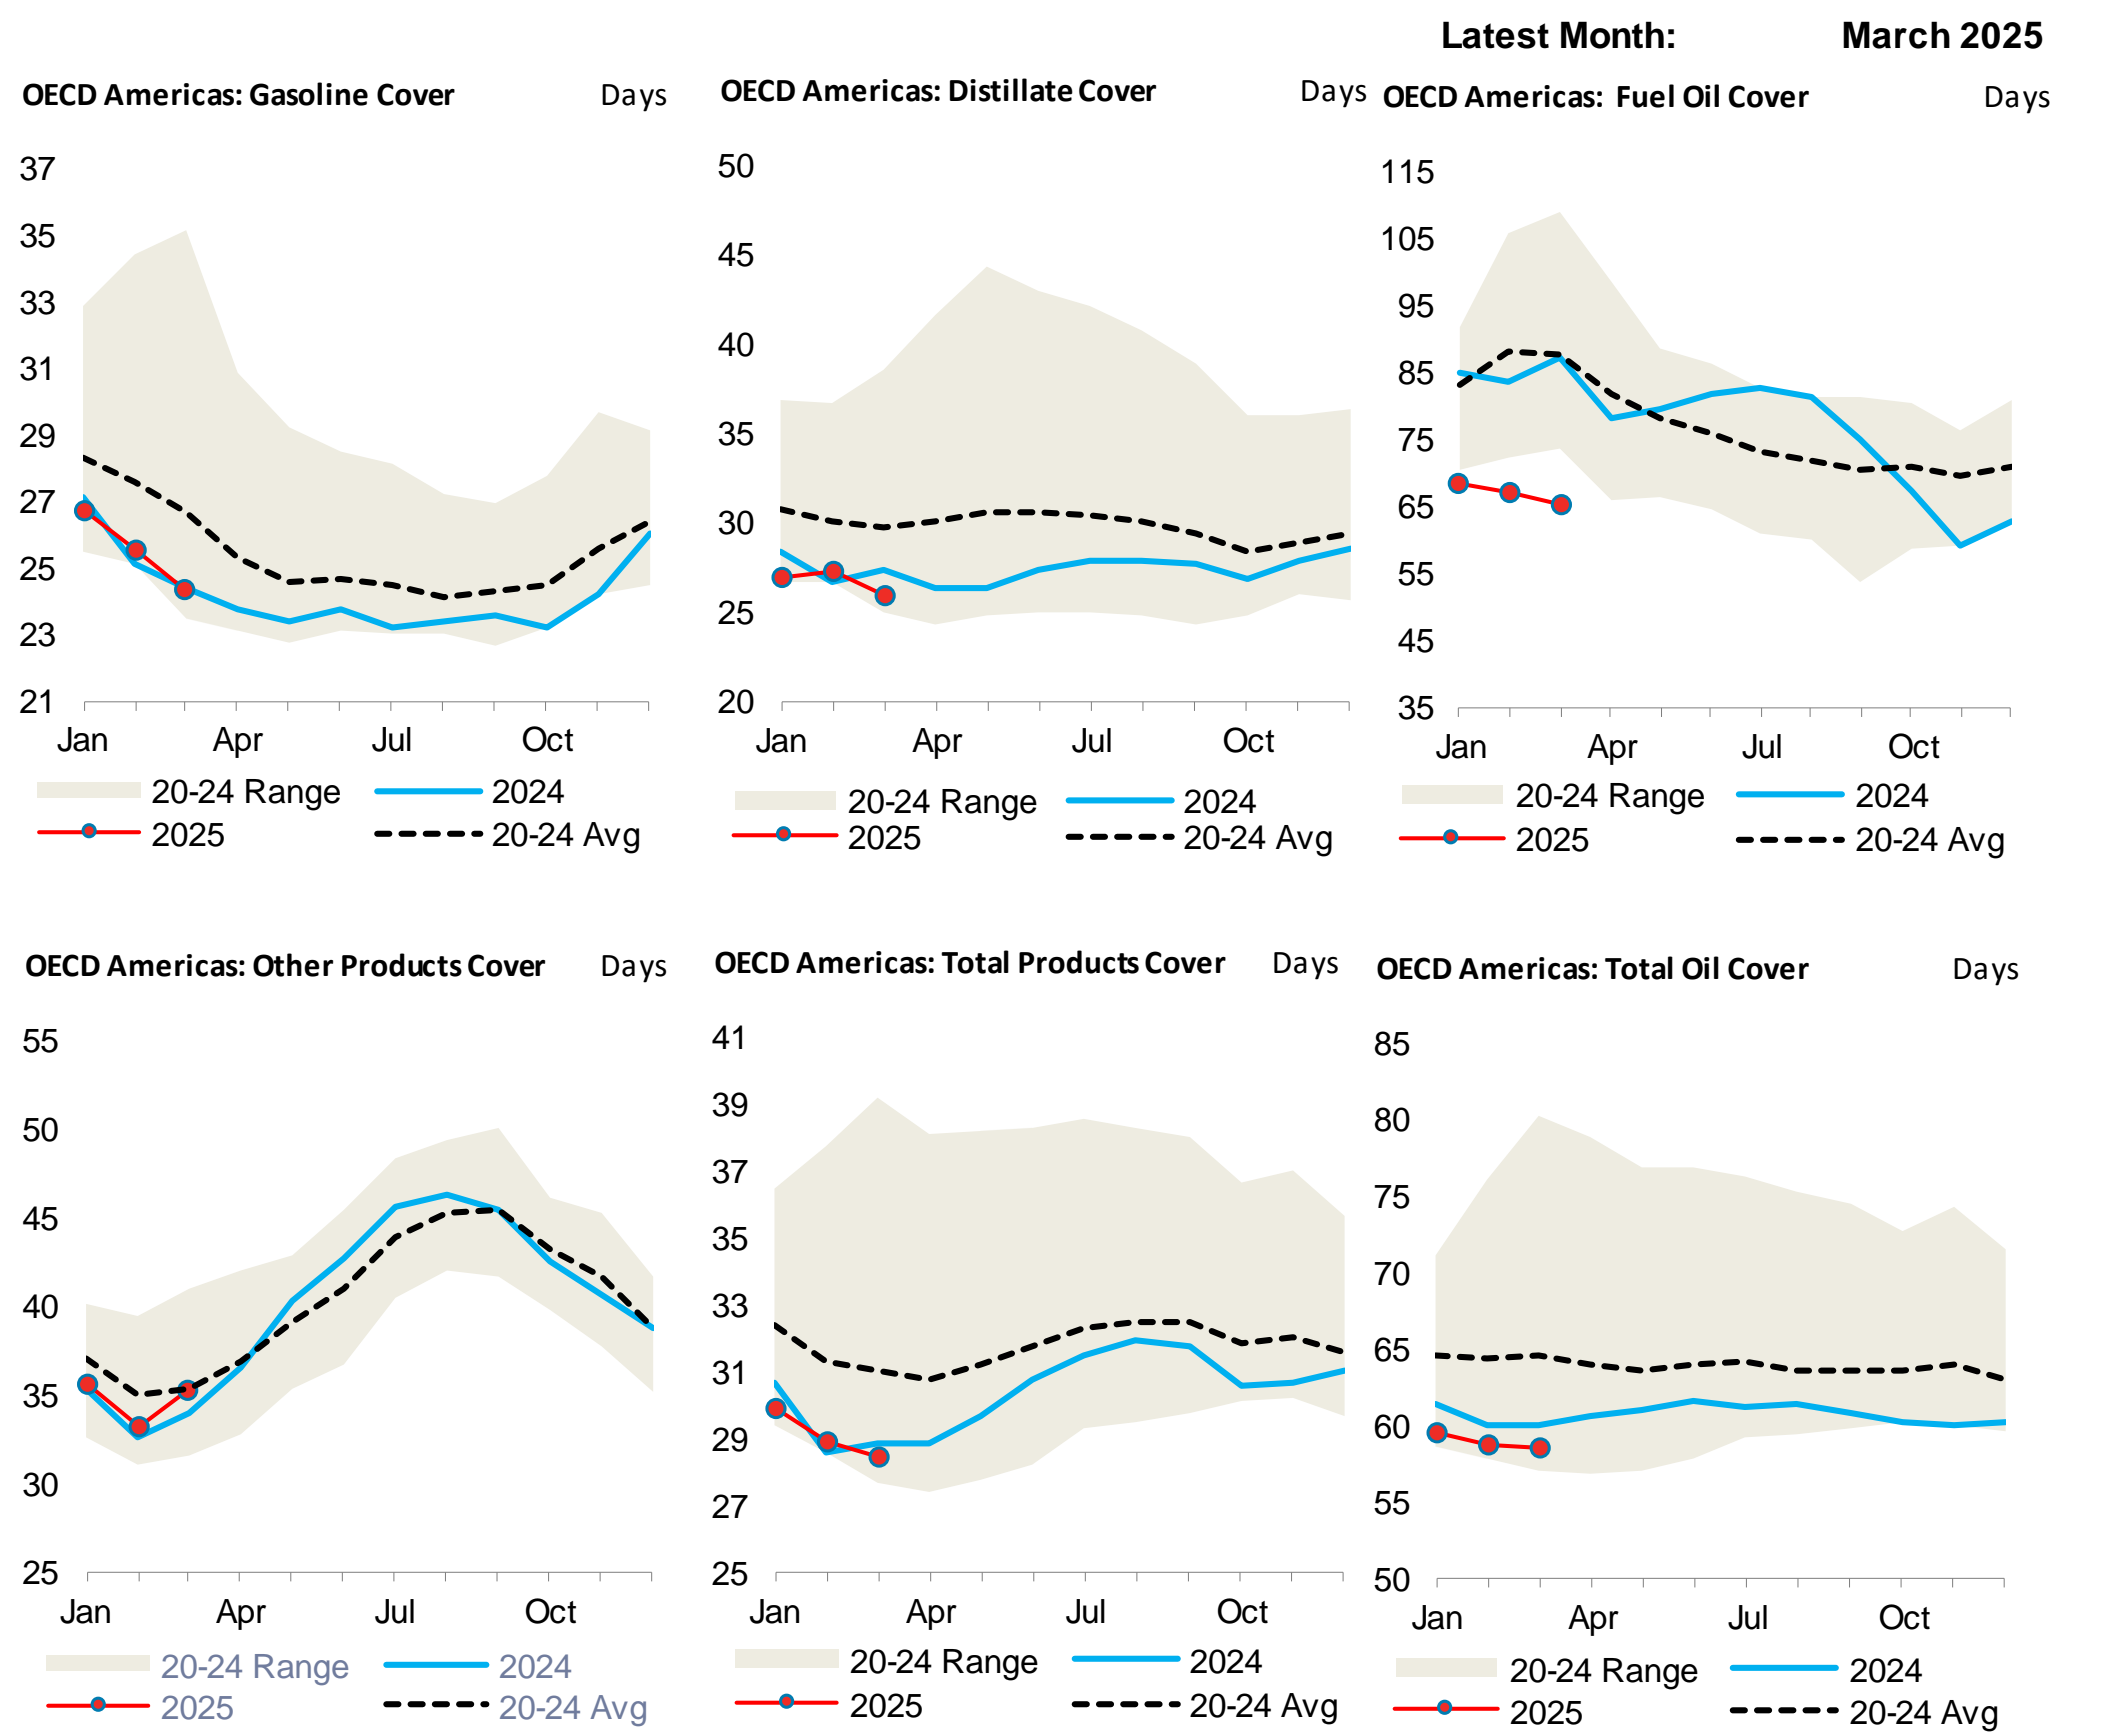 Latest Month: March 2025
OECD Americas: Gasoline Cover Days
37
35
33
31
29
27
25
23
21
Jan Apr Jul Oct
20-24 Range 2024
2025 20-24 Avg
OECD Americas: Distillate Cover Days
50
45
40
35
30
25
20
Jan Apr Jul Oct
20-24 Range 2024
2025 20-24 Avg
OECD Americas: Fuel Oil Cover Days
115
105
95
85
75
65
55
45
35
Jan Apr Jul Oct
20-24 Range 2024
2025 20-24 Avg
OECD Americas: Other Products Cover Days
55
50
45
40
35
30
25
Jan Apr Jul Oct
20-24 Range 2024
2025 20-24 Avg
OECD Americas: Total Products Cover Days
41
39
37
35
33
31
29
27
25
Jan Apr Jul Oct
20-24 Range 2024
2025 20-24 Avg
OECD Americas: Total Oil Cover Days
85
80
75
70
65
60
55
50
Jan Apr Jul Oct
20-24 Range 2024
2025 20-24 Avg